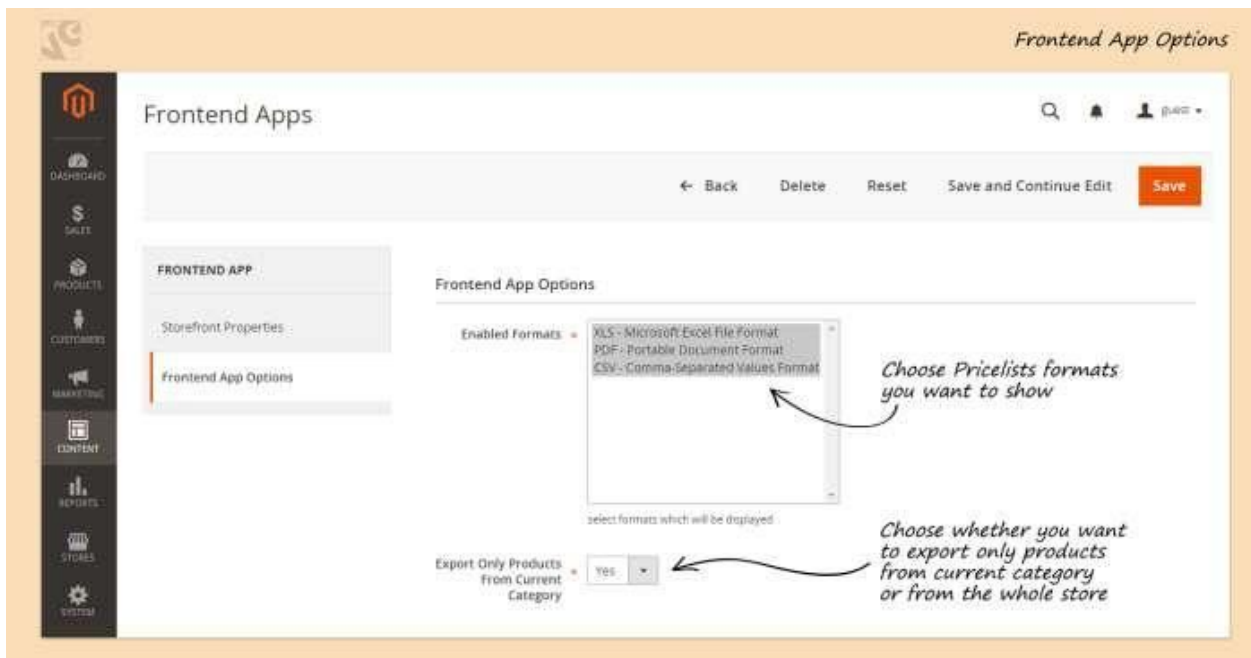 Frontend App Options
Frontend Apps
← Back Delete Reset Save and Continue Edit Save
DASHBOARD
SALES
PRODUCTS
CUSTOMERS
MARKETING
CONTENT
REPORTS
STORES
SYSTEM
FRONTEND APP
Storefront Properties
Frontend App Options
Frontend App Options
Enabled Formats *
XLS - Microsoft Excel File Format
PDF - Portable Document Format
CSV - Comma-Separated Values Format
select formats which will be displayed
Choose Pricelists formats
you want to show
Export Only Products
From Current
Category
*
Yes
Choose whether you want
to export only products
from current category
or from the whole store